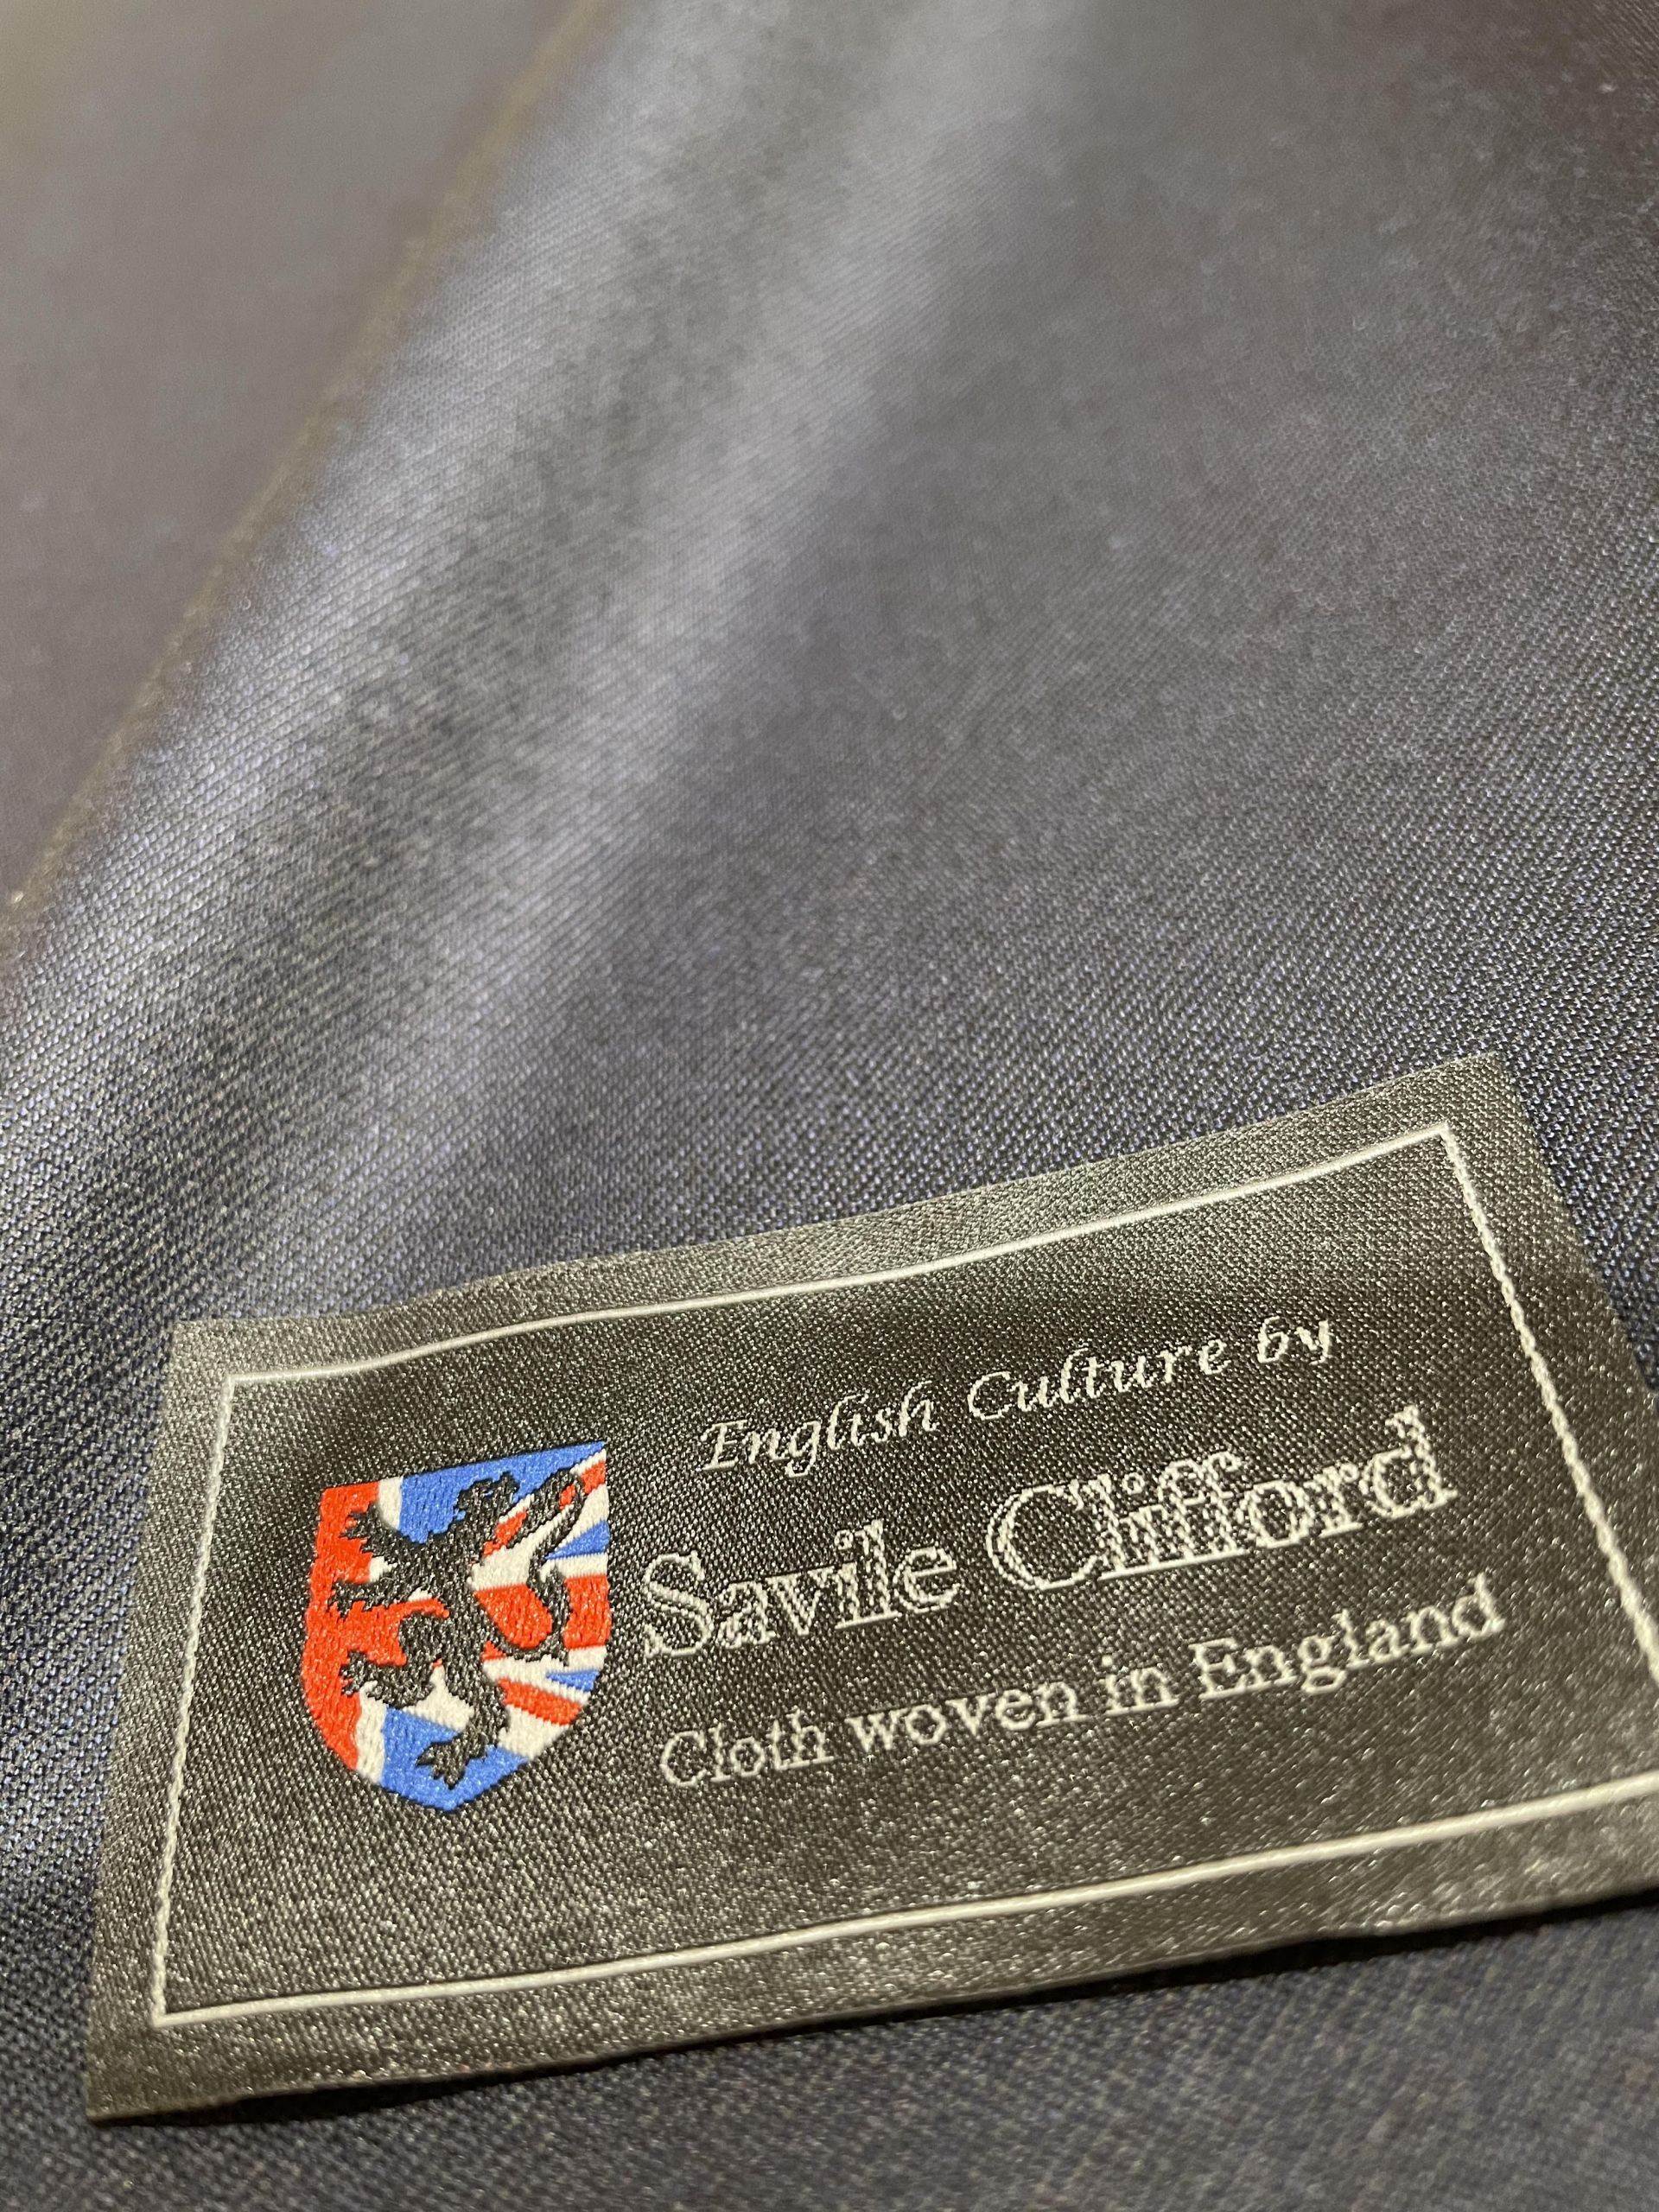 English Culture by
Savile Clifford
Cloth woven in England